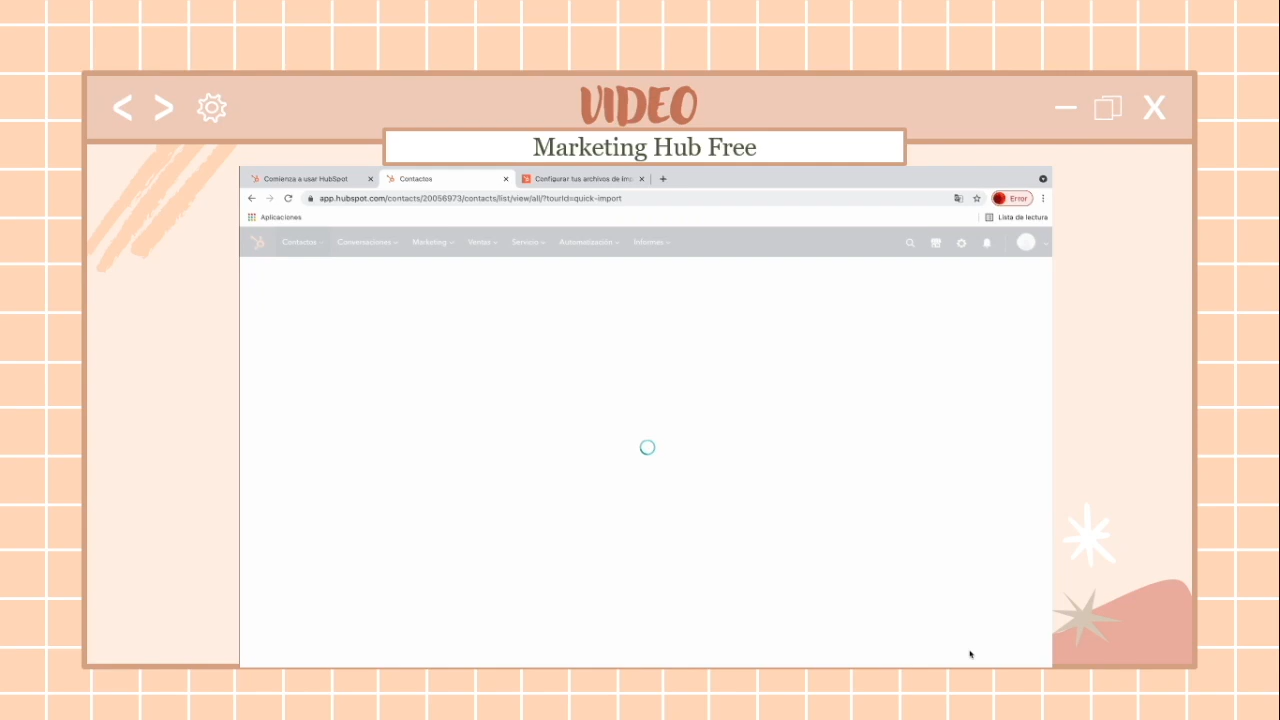 VIDEO
Marketing Hub Free
Comienza a usar HubSpot
Contactos
Configurar tus archivos de im
app.hubspot.com/contacts/20056973/contacts/list/view/all/?tourId=quick-import
Error
Aplicaciones
Lista de lectura
Contactos
Conversaciones
Marketing
Ventas
Servicio
Automatización
Informes